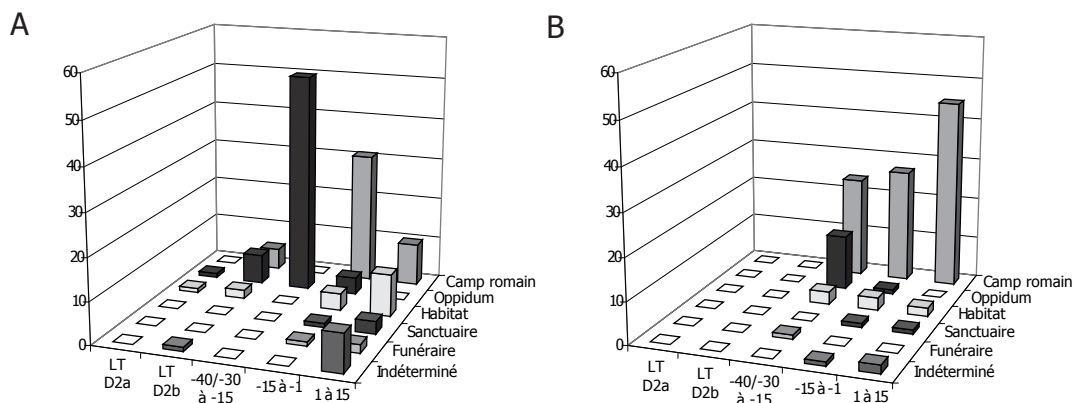 A
60
50
40
30
20
10
0
LT
D2a
LT
D2b
-40/-30
à -15
-15 à -1
1 à 15
Camp romain
Oppidum
Habitat
Sanctuaire
Funéraire
Indéterminé
B
60
50
40
30
20
10
0
LT
D2a
LT
D2b
-40/-30
à -15
-15 à -1
1 à 15
Camp romain
Oppidum
Habitat
Sanctuaire
Funéraire
Indéterminé